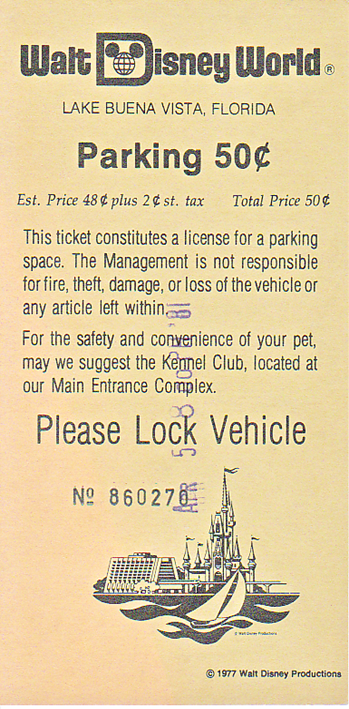 Walt Disney World®
LAKE BUENA VISTA, FLORIDA
Parking 50¢
Est. Price 48¢ plus 2¢ st. tax Total Price 50¢
This ticket constitutes a license for a parking
space. The Management is not responsible
for fire, theft, damage, or loss of the vehicle or
any article left within.
For the safety and convenience of your pet,
may we suggest the Kennel Club, located at
our Main Entrance Complex.
Please Lock Vehicle
Nº 860270
APR 5 8
'81
© Walt Disney Productions
© 1977 Walt Disney Productions